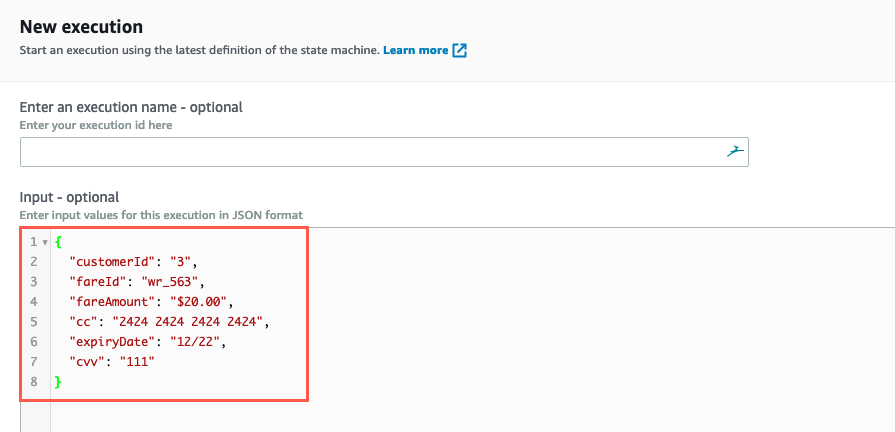 New execution
Start an execution using the latest definition of the state machine. Learn more
Enter an execution name - optional
Enter your execution id here
Input - optional
Enter input values for this execution in JSON format
1 {
2 "customerId": "3",
3 "fareId": "wr_563",
4 "fareAmount": "$20.00",
5 "cc": "2424 2424 2424 2424",
6 "expiryDate": "12/22",
7 "cvv": "111"
8 }